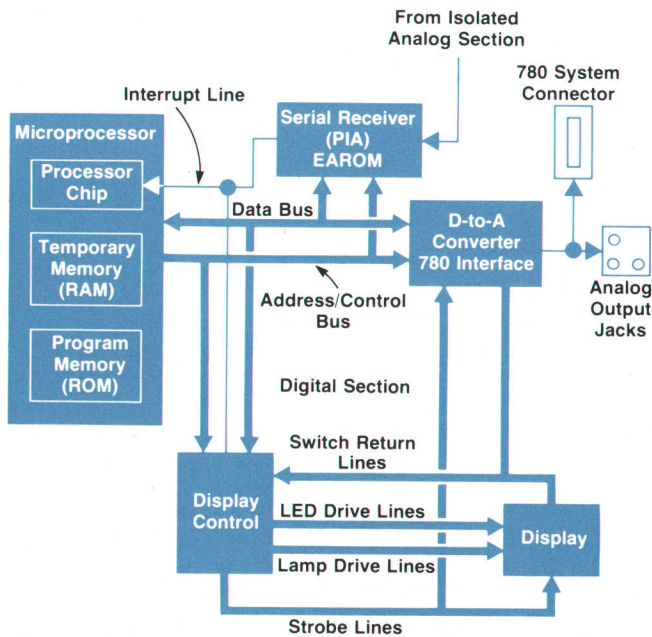 From Isolated
Analog Section
780 System
Connector
Interrupt Line
Microprocessor
Serial Receiver
(PIA)
EAROM
Processor
Chip
Data Bus
D-to-A
Converter
780 Interface
Temporary
Memory
(RAM)
Address/Control
Bus
Analog
Output
Jacks
Program
Memory
(ROM)
Digital Section
Switch Return
Lines
Display
Control
LED Drive Lines
Display
Lamp Drive Lines
Strobe Lines